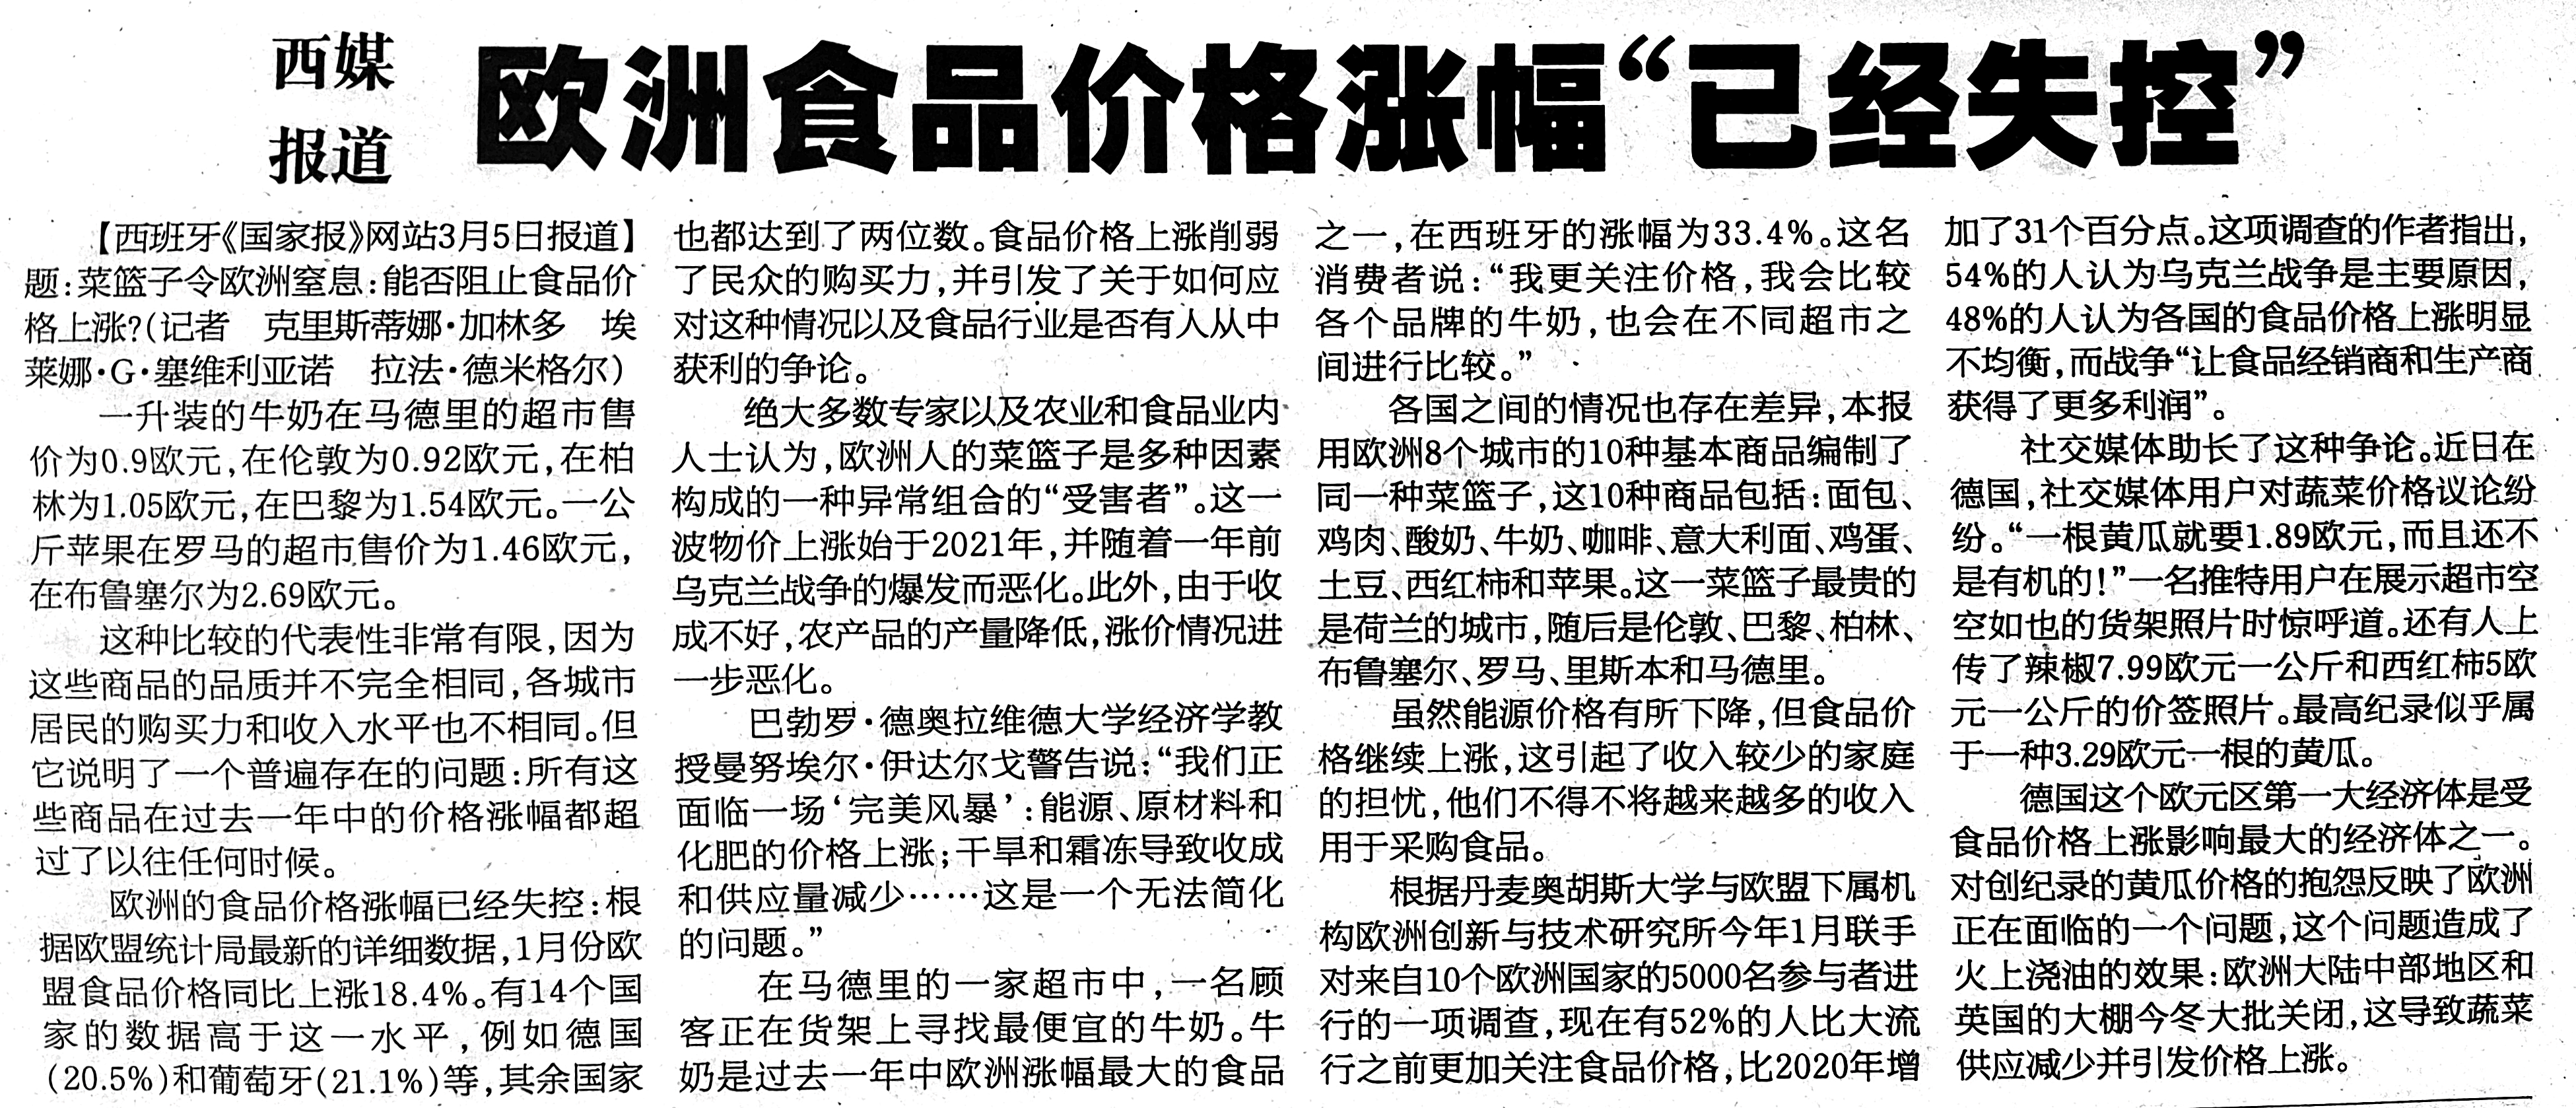 西媒
报道
欧洲食品价格涨幅“已经失控”
【西班牙《国家报》网站3月5日报道】
题：菜篮子令欧洲窒息：能否阻止食品价
格上涨?(记者　克里斯蒂娜·加林多　埃
莱娜·G·塞维利亚诺　拉法·德米格尔)
一升装的牛奶在马德里的超市售
价为0.9欧元，在伦敦为0.92欧元，在柏
林为1.05欧元，在巴黎为1.54欧元。一公
斤苹果在罗马的超市售价为1.46欧元，
在布鲁塞尔为2.69欧元。
这种比较的代表性非常有限，因为
这些商品的品质并不完全相同，各城市
居民的购买力和收入水平也不相同。但
它说明了一个普遍存在的问题：所有这
些商品在过去一年中的价格涨幅都超
过了以往任何时候。
欧洲的食品价格涨幅已经失控：根
据欧盟统计局最新的详细数据，1月份欧
盟食品价格同比上涨18.4%。有14个国
家的数据高于这一水平，例如德国
(20.5%)和葡萄牙(21.1%)等，其余国家
也都达到了两位数。食品价格上涨削弱
了民众的购买力，并引发了关于如何应
对这种情况以及食品行业是否有人从中
获利的争论。
绝大多数专家以及农业和食品业内
人士认为，欧洲人的菜篮子是多种因素
构成的一种异常组合的“受害者”。这一
波物价上涨始于2021年，并随着一年前
乌克兰战争的爆发而恶化。此外，由于收
成不好，农产品的产量降低，涨价情况进
一步恶化。
巴勃罗·德奥拉维德大学经济学教
授曼努埃尔·伊达尔戈警告说：“我们正
面临一场‘完美风暴’：能源、原材料和
化肥的价格上涨；干旱和霜冻导致收成
和供应量减少……这是一个无法简化
的问题。”
在马德里的一家超市中，一名顾
客正在货架上寻找最便宜的牛奶。牛
奶是过去一年中欧洲涨幅最大的食品
之一，在西班牙的涨幅为33.4%。这名
消费者说：“我更关注价格，我会比较
各个品牌的牛奶，也会在不同超市之
间进行比较。”
各国之间的情况也存在差异，本报
用欧洲8个城市的10种基本商品编制了
同一种菜篮子，这10种商品包括：面包、
鸡肉、酸奶、牛奶、咖啡、意大利面、鸡蛋、
土豆、西红柿和苹果。这一菜篮子最贵的
是荷兰的城市，随后是伦敦、巴黎、柏林、
布鲁塞尔、罗马、里斯本和马德里。
虽然能源价格有所下降，但食品价
格继续上涨，这引起了收入较少的家庭
的担忧，他们不得不将越来越多的收入
用于采购食品。
根据丹麦奥胡斯大学与欧盟下属机
构欧洲创新与技术研究所今年1月联手
对来自10个欧洲国家的5000名参与者进
行的一项调查，现在有52%的人比大流
行之前更加关注食品价格，比2020年增
加了31个百分点。这项调查的作者指出，
54%的人认为乌克兰战争是主要原因，
48%的人认为各国的食品价格上涨明显
不均衡，而战争“让食品经销商和生产商
获得了更多利润”。
社交媒体助长了这种争论。近日在
德国，社交媒体用户对蔬菜价格议论纷
纷。“一根黄瓜就要1.89欧元，而且还不
是有机的！”一名推特用户在展示超市空
空如也的货架照片时惊呼道。还有人上
传了辣椒7.99欧元一公斤和西红柿5欧
元一公斤的价签照片。最高纪录似乎属
于一种3.29欧元一根的黄瓜。
德国这个欧元区第一大经济体是受
食品价格上涨影响最大的经济体之一。
对创纪录的黄瓜价格的抱怨反映了欧洲
正在面临的一个问题，这个问题造成了
火上浇油的效果：欧洲大陆中部地区和
英国的大棚今冬大批关闭，这导致蔬菜
供应减少并引发价格上涨。